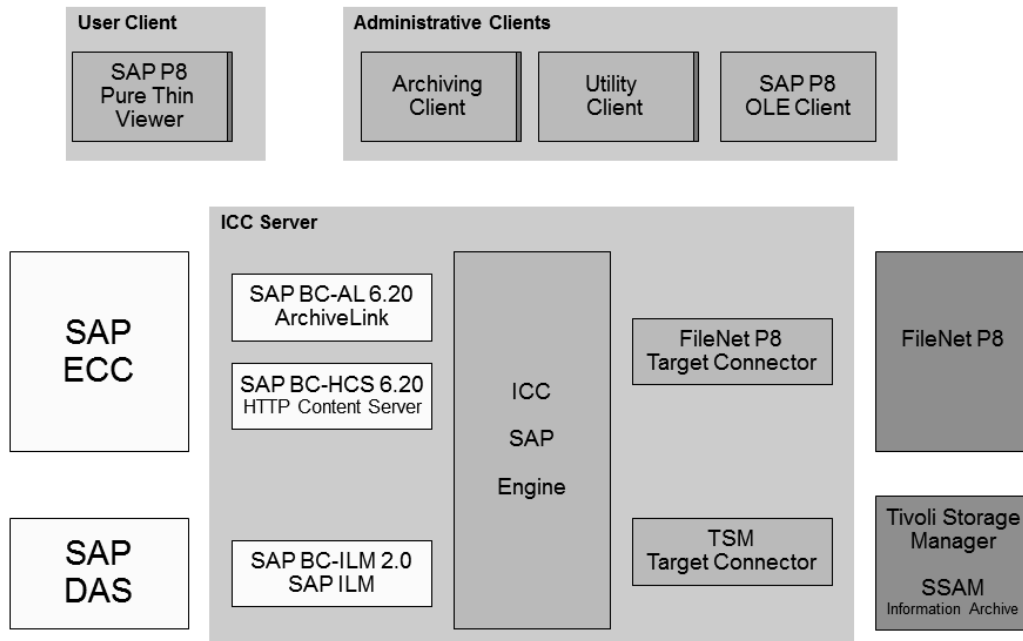 User Client
SAP P8
Pure Thin
Viewer
Administrative Clients
Archiving
Client
Utility
Client
SAP P8
OLE Client
ICC Server
SAP
ECC
SAP BC-AL 6.20
ArchiveLink
SAP BC-HCS 6.20
HTTP Content Server
ICC
SAP
Engine
FileNet P8
Target Connector
FileNet P8
SAP
DAS
SAP BC-ILM 2.0
SAP ILM
TSM
Target Connector
Tivoli Storage
Manager
SSAM
Information Archive